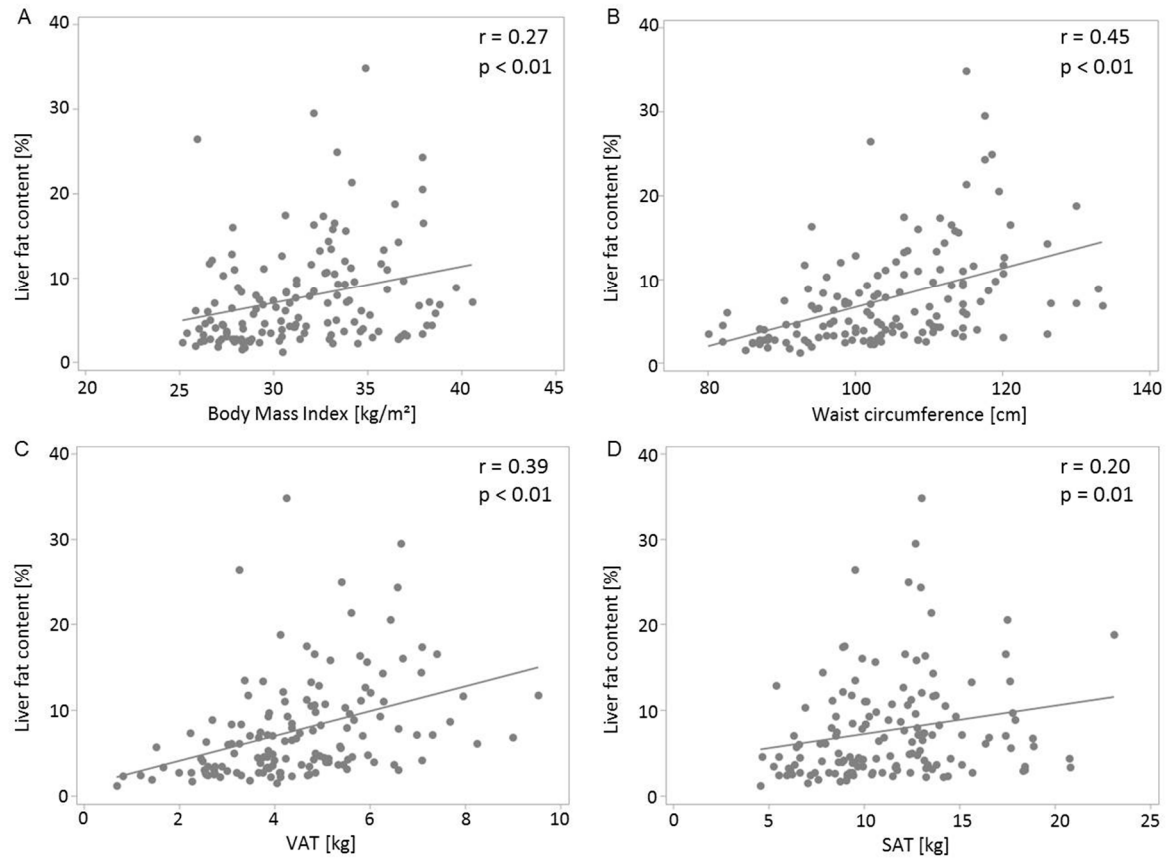 A
40
30
20
10
0
Liver fat content [%]
r = 0.27
p < 0.01
20 25 30 35 40 45
Body Mass Index [kg/m²]
B
40
30
20
10
0
Liver fat content [%]
r = 0.45
p < 0.01
80 100 120 140
Waist circumference [cm]
C
40
30
20
10
0
Liver fat content [%]
r = 0.39
p < 0.01
0 2 4 6 8 10
VAT [kg]
D
40
30
20
10
0
Liver fat content [%]
r = 0.20
p = 0.01
0 5 10 15 20 25
SAT [kg]